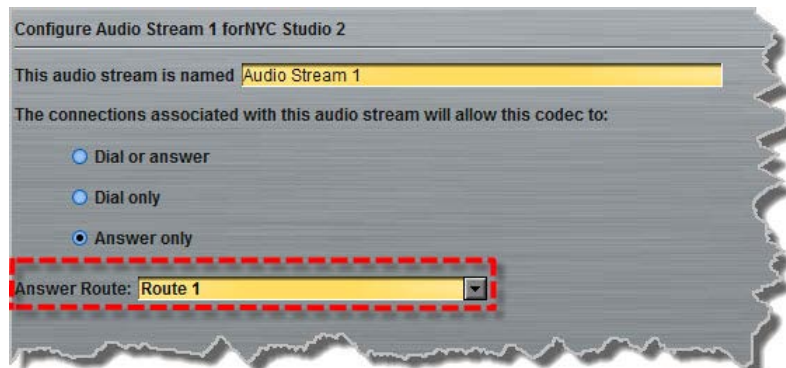 Configure Audio Stream 1 forNYC Studio 2
This audio stream is named Audio Stream 1
The connections associated with this audio stream will allow this codec to:
Dial or answer
Dial only
Answer only
Answer Route: Route 1